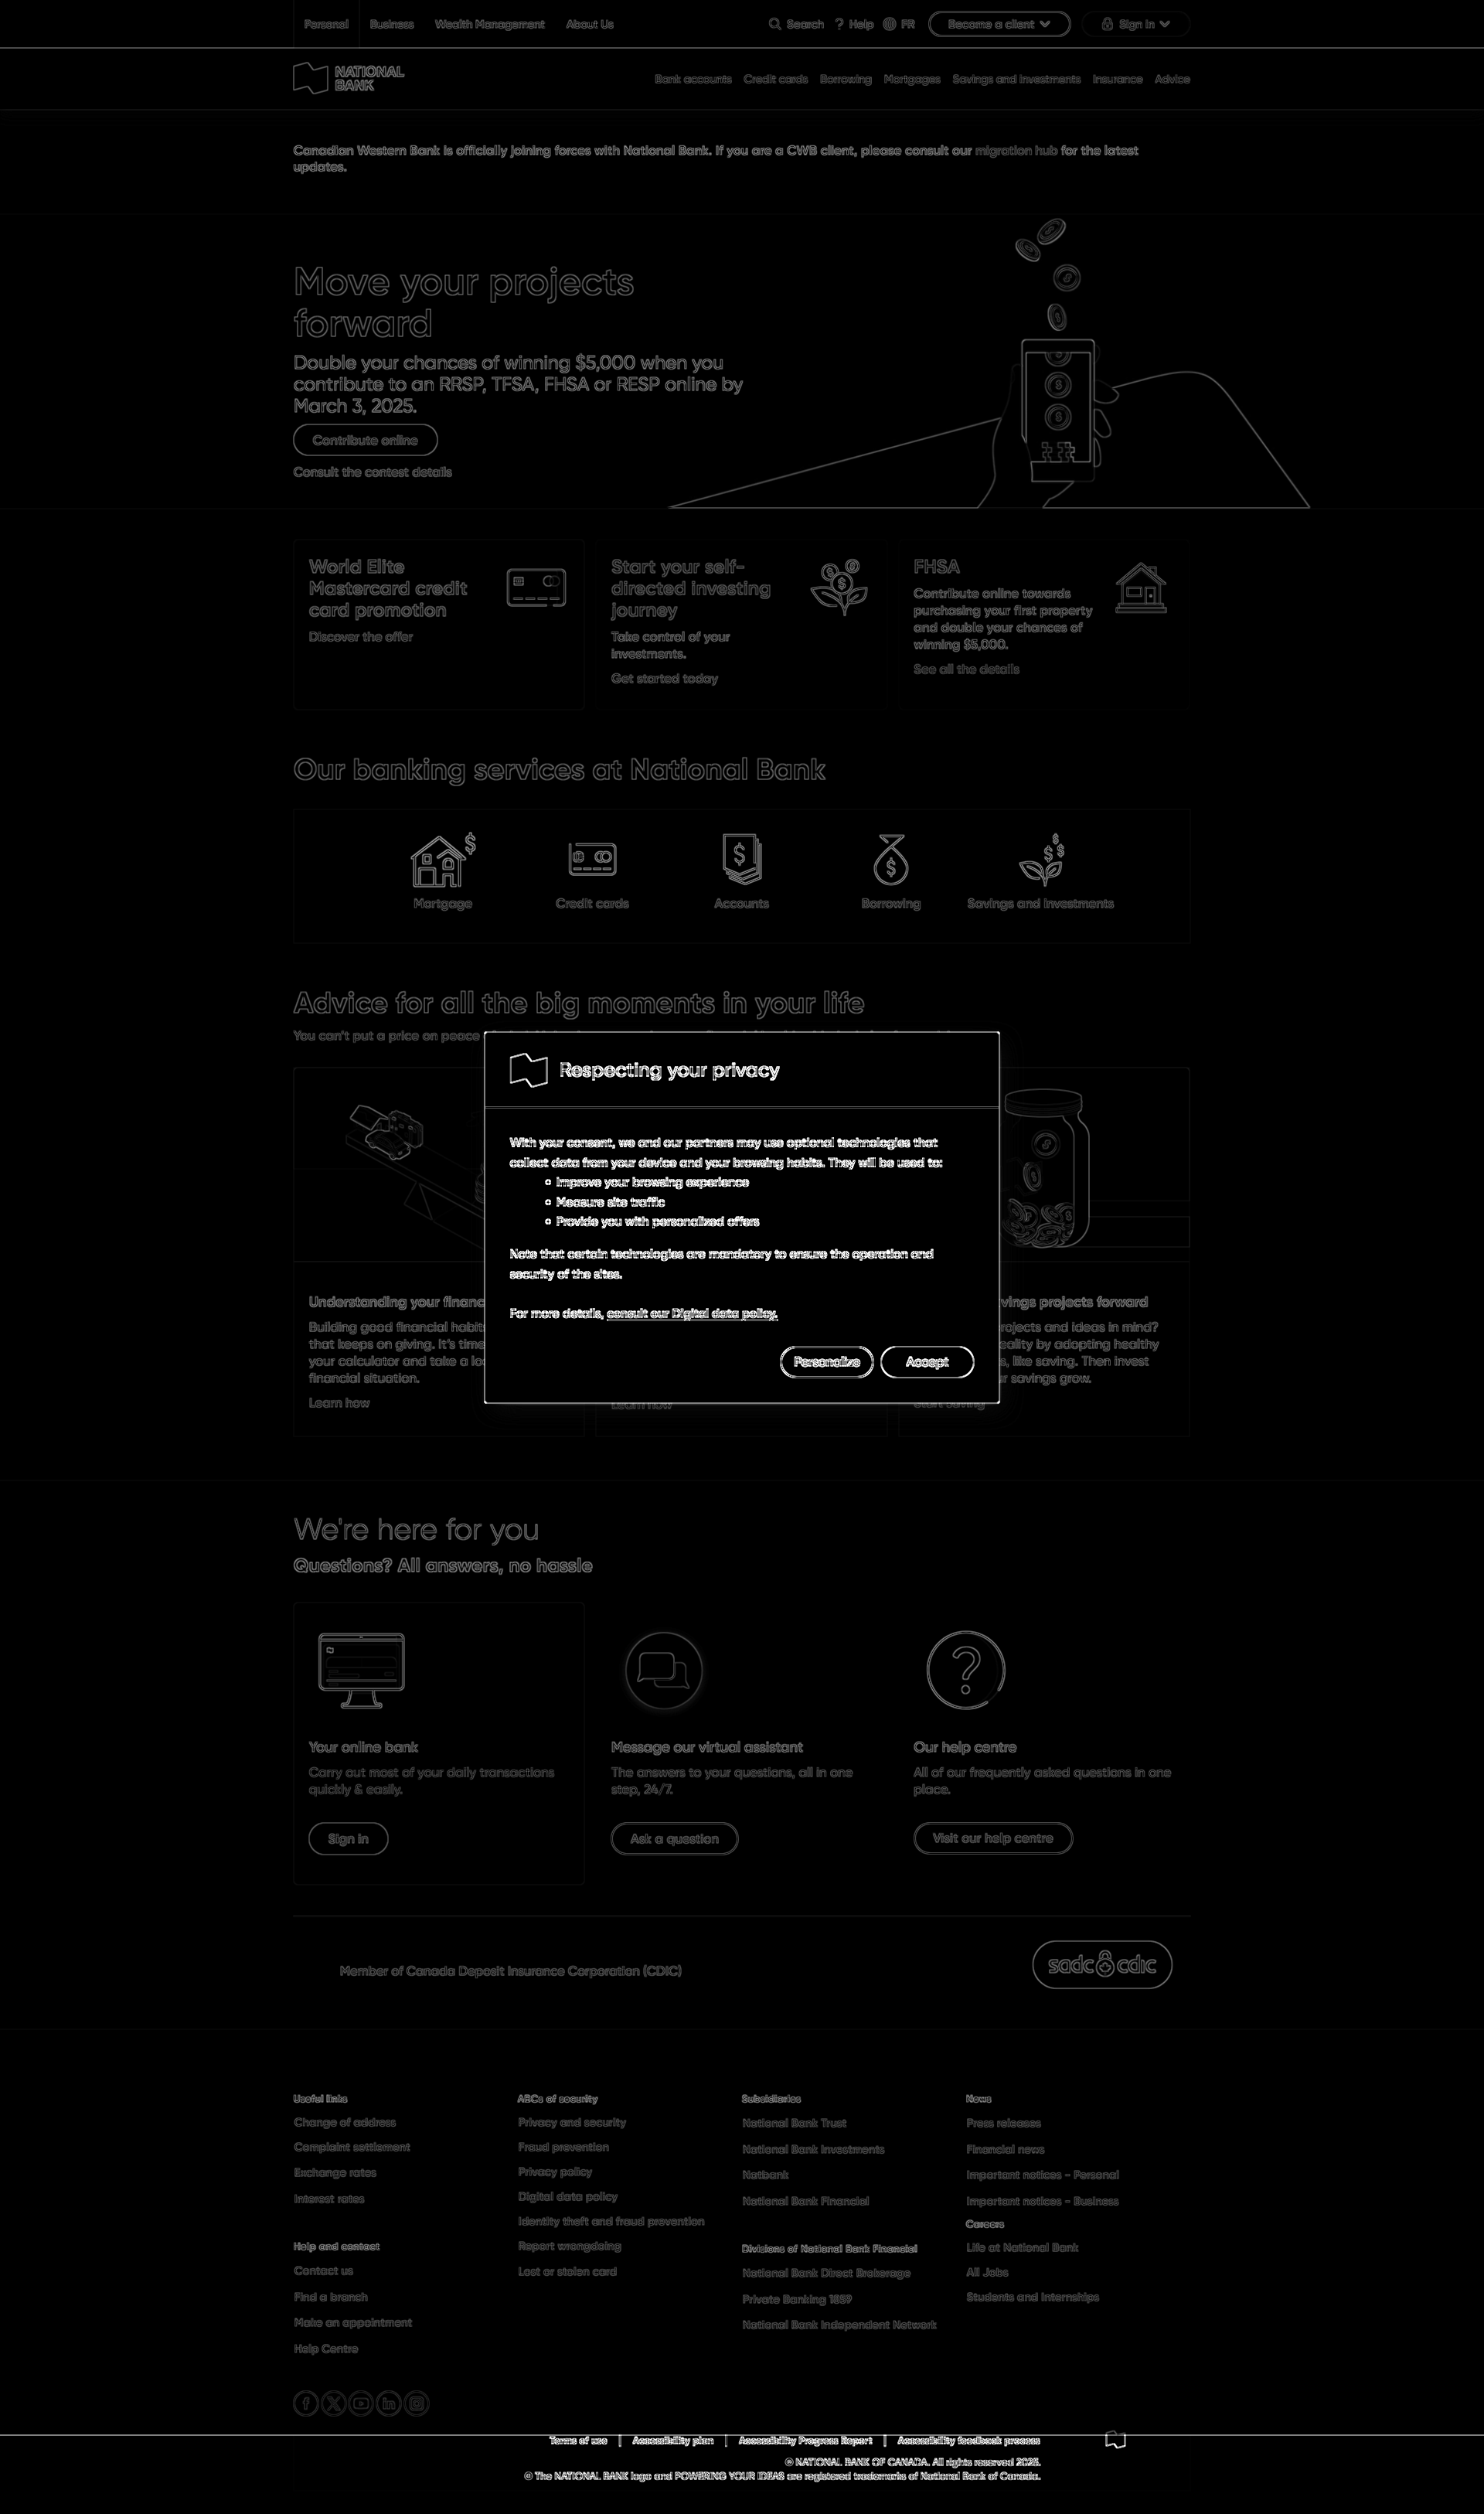 Personal Business Wealth Management About Us Search Help FR Become a client Sign in
NATIONAL
BANK
Bank accounts Credit cards Borrowing Mortgages Savings and investments Insurance Advice
Canadian Western Bank is officially joining forces with National Bank. If you are a CWB client, please consult our migration hub for the latest
updates.
Move your projects
forward
Double your chances of winning $5,000 when you
contribute to an RRSP, TFSA, FHSA or RESP online by
March 3, 2025.
Contribute online
Consult the contest details
World Elite
Mastercard credit
card promotion
Discover the offer
Start your self-
directed investing
journey
Take control of your
investments.
Get started today
FHSA
Contribute online towards
purchasing your first property
and double your chances of
winning $5,000.
See all the details
Our banking services at National Bank
Mortgage Credit cards Accounts Borrowing Savings and investments
Advice for all the big moments in your life
You can't put a price on peace
Respecting your privacy
With your consent, we and our partners may use optional technologies that
collect data from your device and your browsing habits. They will be used to:
Improve your browsing experience
Measure site traffic
Provide you with personalized offers
Note that certain technologies are mandatory to ensure the operation and
security of the sites.
For more details, consult our Digital data policy.
Personalize Accept
Understanding your financ
Building good financial habit
that keeps on giving. It's time
your calculator and take a lo
financial situation.
Learn how
Learn how
vings projects forward
rojects and ideas in mind?
eality by adopting healthy
s, like saving. Then invest
r savings grow.
Start saving
We're here for you
Questions? All answers, no hassle
Your online bank
Carry out most of your daily transactions
quickly & easily.
Sign in
Message our virtual assistant
The answers to your questions, all in one
step, 24/7.
Ask a question
Our help centre
All of our frequently asked questions in one
place.
Visit our help centre
Member of Canada Deposit Insurance Corporation (CDIC)
sadc cdic
Useful links
Change of address
Complaint settlement
Exchange rates
Interest rates
Help and contact
Contact us
Find a branch
Make an appointment
Help Centre
ABCs of security
Privacy and security
Fraud prevention
Privacy policy
Digital data policy
Identity theft and fraud prevention
Report wrongdoing
Lost or stolen card
Subsidiaries
National Bank Trust
National Bank Investments
Natbank
National Bank Financial
Divisions of National Bank Financial
National Bank Direct Brokerage
Private Banking 1859
National Bank Independent Network
News
Press releases
Financial news
Important notices - Personal
Important notices - Business
Careers
Life at National Bank
All Jobs
Students and Internships
Terms of use | Accessibility plan | Accessibility Progress Report | Accessibility feedback process
© NATIONAL BANK OF CANADA. All rights reserved 2025.
© The NATIONAL BANK logo and POWERING YOUR IDEAS are registered trademarks of National Bank of Canada.